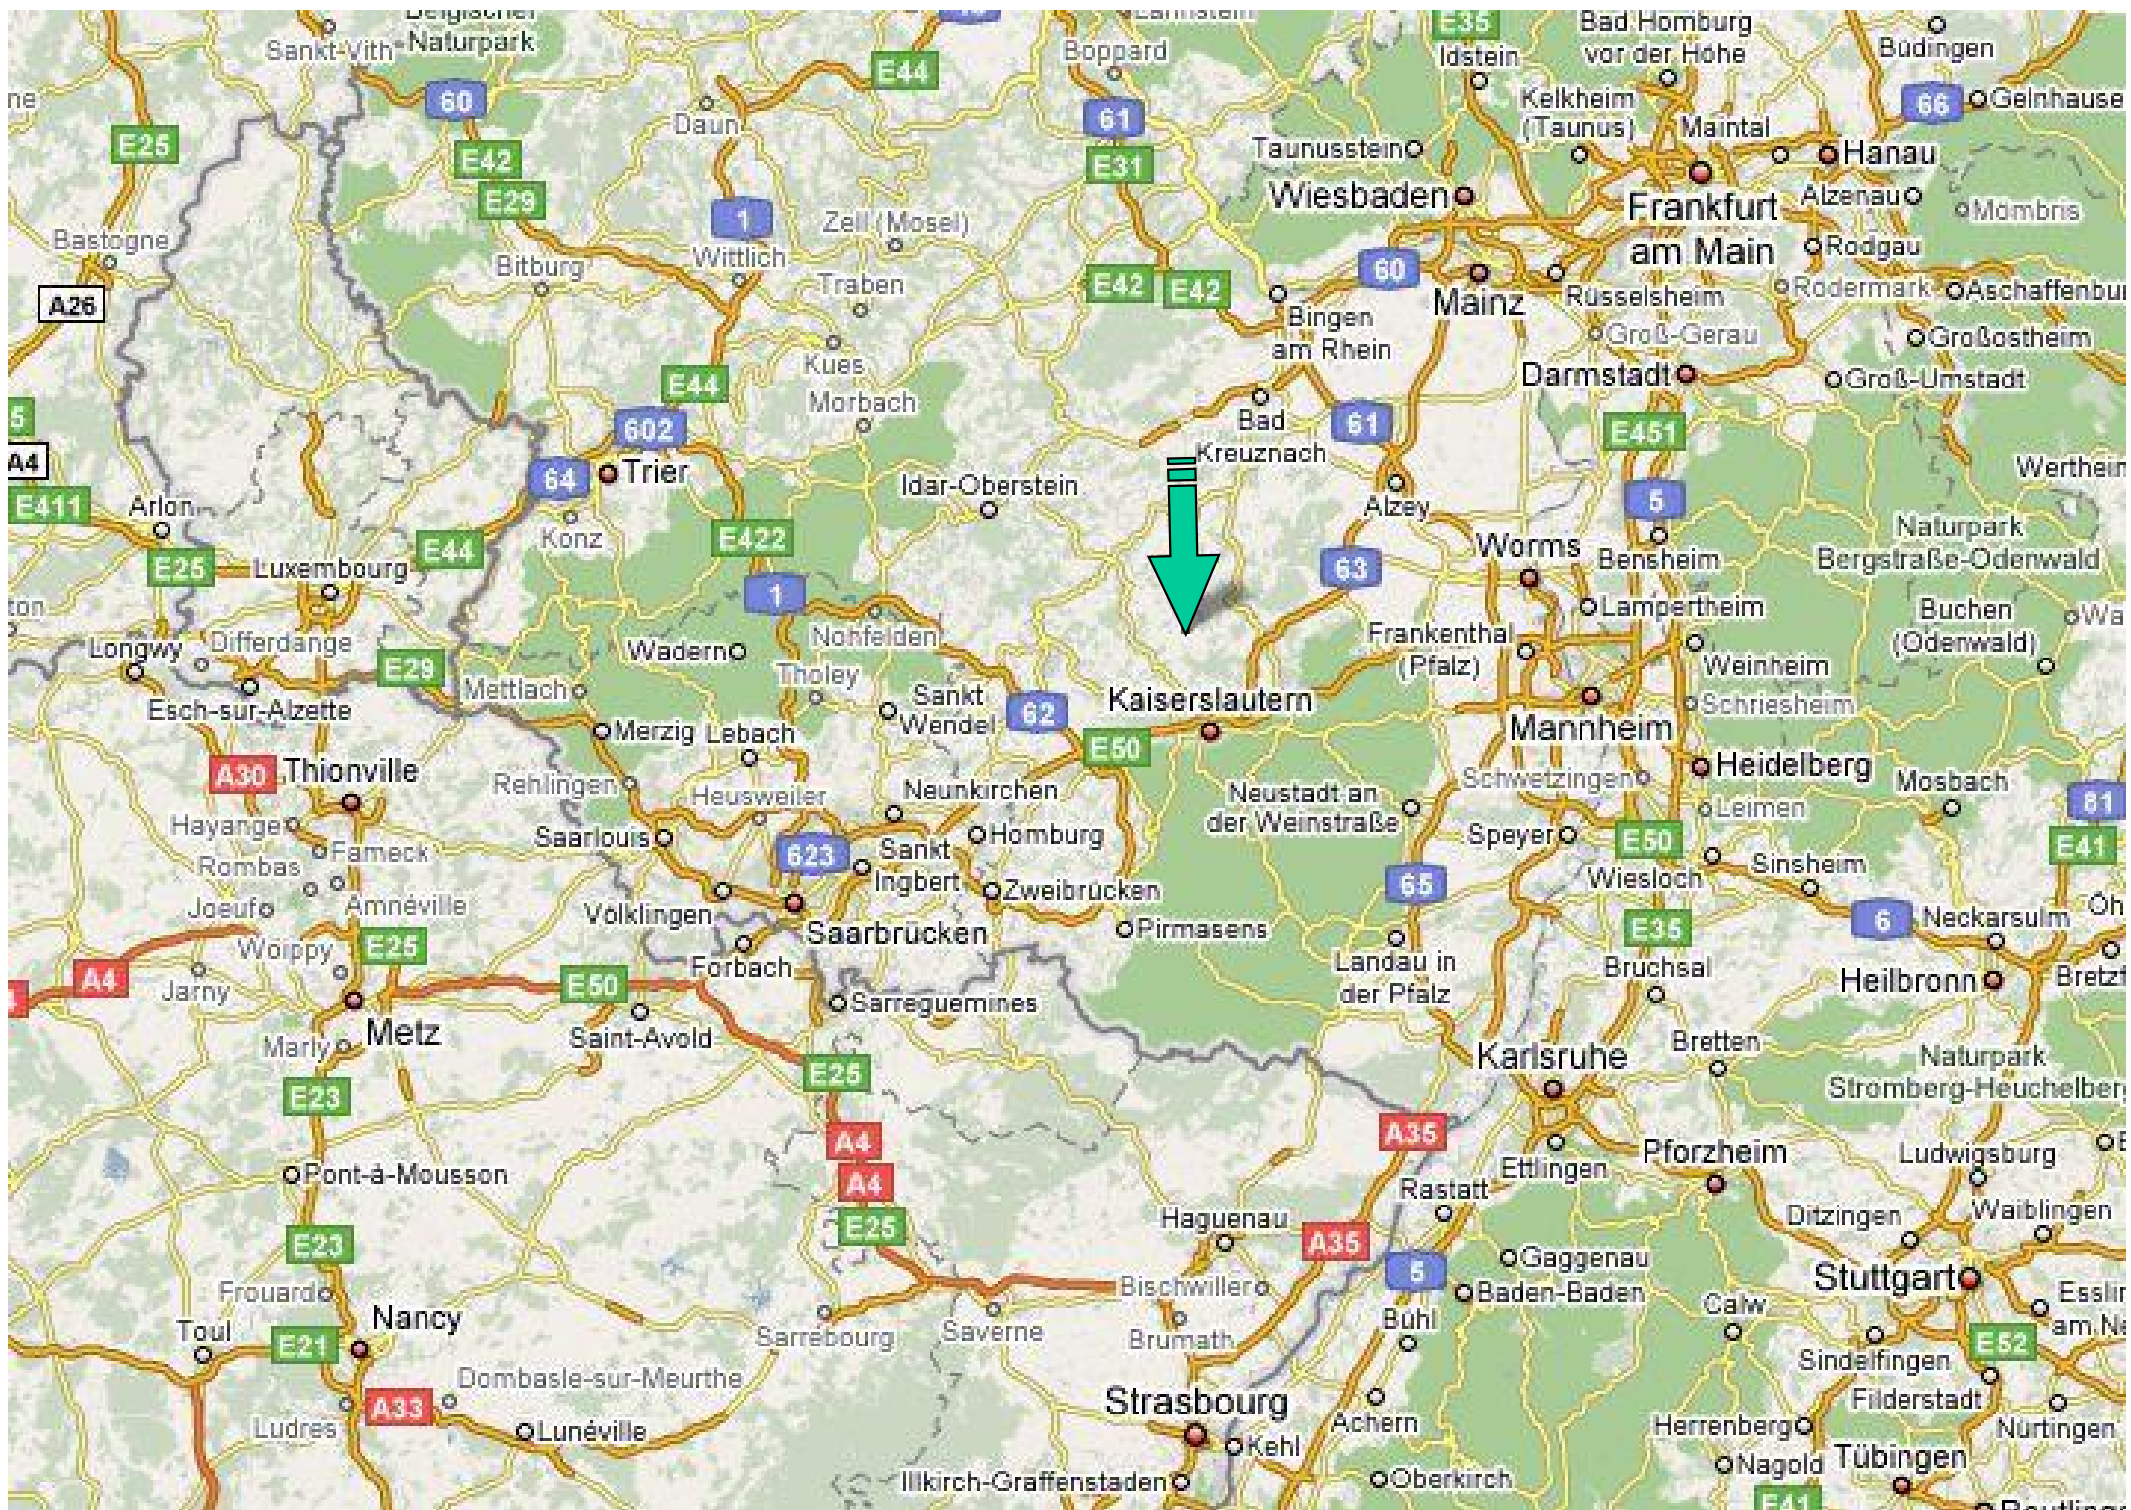 Belgischer
Naturpark
Sankt-Vith
Boppard
Lahnstein
E35
Idstein
Bad Homburg
vor der Höhe
Büdingen
E44
60
61
Daun
Kelkheim
(Taunus)
Maintal
66
Gelnhause
E25
E42
E31
Taunusstein
Hanau
E29
1
Wiesbaden
Frankfurt
am Main
Alzenau
Mömbris
Bastogne
Zell (Mosel)
Wittlich
Bitburg
Rodgau
60
A26
Traben
E42
E42
Mainz
Rüsselsheim
Rödermark
Aschaffenbu
Bingen
am Rhein
Groß-Gerau
Großostheim
Kues
Morbach
E44
Darmstadt
Groß-Umstadt
5
602
Bad
Kreuznach
61
E451
A4
64
Trier
Idar-Oberstein
Wertheim
E411
Arlon
Konz
Alzey
5
Naturpark
Bergstraße-Odenwald
E44
E422
Worms
Bensheim
E25
Luxembourg
63
1
Lampertheim
Buchen
(Odenwald)
Wa
Longwy
Differdange
Nohfelden
Wadern
Frankenthal
(Pfalz)
E29
Mettlach
Tholey
Weinheim
Esch-sur-Alzette
Sankt
Wendel
62
Kaiserslautern
Schriesheim
Merzig
Lebach
E50
Mannheim
A30
Thionville
Rehlingen
Heusweiler
Neunkirchen
Neustadt an
der Weinstraße
Schwetzingen
Heidelberg
Mosbach
81
Hayange
Fameck
Saarlouis
623
Sankt
Ingbert
Homburg
Speyer
Leimen
E50
E41
Rombas
Amnéville
Joeuf
Völklingen
Zweibrücken
65
Wiesloch
Sinsheim
Woippy
E25
Saarbrücken
Pirmasens
E35
6
Neckarsulm
Öh
A4
Jarny
E50
Forbach
Landau in
der Pfalz
Bruchsal
Heilbronn
Bretzf
Metz
Saint-Avold
Sarreguemines
Marly
Karlsruhe
Bretten
Naturpark
Stromberg-Heuchelberg
E23
E25
A4
A35
Ettlingen
Pforzheim
Ludwigsburg
Pont-à-Mousson
A4
Rastatt
E23
E25
Haguenau
A35
Ditzingen
Waiblingen
Gaggenau
5
Baden-Baden
Stuttgart
Frouard
Bischwiller
Calw
Esslin
am Ne
Nancy
Toul
E21
Sarrebourg
Saverne
Brumath
Bühl
E52
Sindelfingen
Filderstadt
Dombasle-sur-Meurthe
A33
Ludres
Lunéville
Strasbourg
Kehl
Achern
Herrenberg
Nürtingen
Illkirch-Graffenstaden
Oberkirch
Nagold
Tübingen
E41